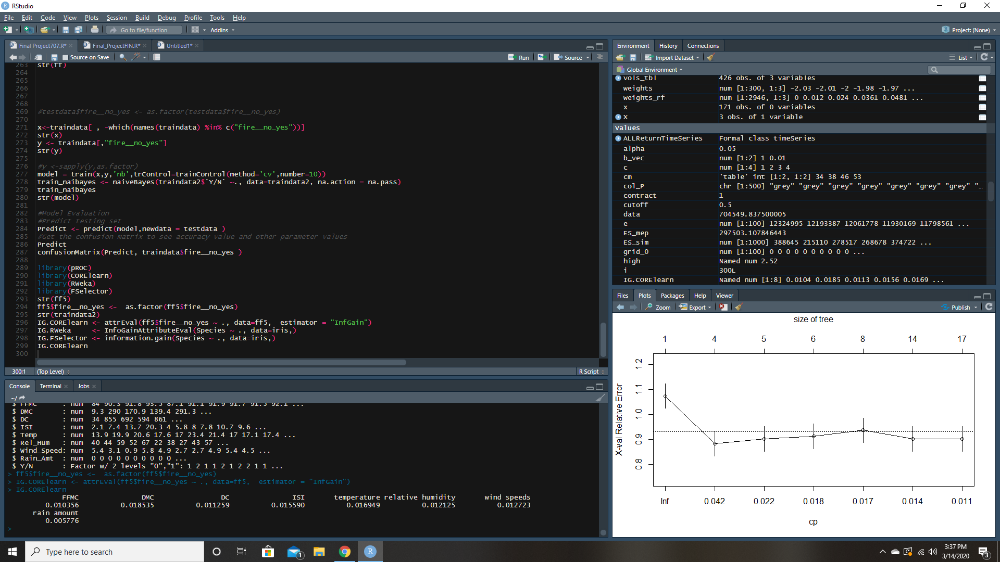 RStudio
File Edit Code View Plots Session Build Debug Profile Tools Help
Go to file/function Addins Project: (None)
Final Project707.R* Final_ProjectFIN.R* Untitled1*
Source on Save Run Source
263 str(ff)
264
265
266
267
268
269 #testdata$fire__no_yes <- as.factor(testdata$fire__no_yes)
270
271 x<-traindata[ , -which(names(traindata) %in% c("fire__no_yes"))]
272 str(x)
273 y <- traindata[,"fire__no_yes"]
274 str(y)
275
276 #y <-sapply(y,as.factor)
277 model = train(x,y,'nb',trControl=trainControl(method='cv',number=10))
278 train_naibayes <- naiveBayes(traindata2$`Y/N` ~., data=traindata2, na.action = na.pass)
279 train_naibayes
280 str(model)
281
282 #Model Evaluation
283 #Predict testing set
284 Predict <- predict(model,newdata = testdata )
285 #Get the confusion matrix to see accuracy value and other parameter values
286 Predict
287 confusionMatrix(Predict, traindata$fire__no_yes )
288
289 library(pROC)
290 library(CORElearn)
291 library(RWeka)
292 library(FSelector)
293 str(ff5)
294 ff5$fire__no_yes <-  as.factor(ff5$fire__no_yes)
295 str(traindata2)
296 IG.CORElearn <- attrEval(ff5$fire__no_yes ~ ., data=ff5,  estimator = "InfGain")
297 IG.RWeka     <- InfoGainAttributeEval(Species ~ ., data=iris,)
298 IG.FSelector <- information.gain(Species ~ ., data=iris,)
299 IG.CORElearn
300
300:1 (Top Level) R Script
Console Terminal Jobs
~/
$ FFMC      : num  84 90.3 91.8 93.5 87.1 91.1 91.9 91.7 91.5 92.1 ...
$ DMC       : num  9.3 290 170.9 139.4 291.3 ...
$ DC        : num  34 855 692 594 861 ...
$ ISI       : num  2.1 7.4 13.7 20.3 4 5.8 8 7.8 10.7 9.6 ...
$ Temp      : num  13.9 19.9 20.6 17.6 17 23.4 21.4 17 17.1 17.4 ...
$ Rel_Hum   : num  40 44 59 52 67 22 38 27 43 57 ...
$ Wind_Speed: num  5.4 3.1 0.9 5.8 4.9 2.7 2.7 4.9 5.4 4.5 ...
$ Rain_Amt  : num  0 0 0 0 0 0 0 0 0 0 ...
$ Y/N       : Factor w/ 2 levels "0","1": 1 2 1 1 2 1 2 2 1 1 ...
> ff5$fire__no_yes <-  as.factor(ff5$fire__no_yes)
> IG.CORElearn <- attrEval(ff5$fire__no_yes ~ ., data=ff5,  estimator = "InfGain")
> IG.CORElearn
FFMC DMC DC ISI temperature relative humidity wind speeds
0.010356 0.018535 0.011259 0.015590 0.016949 0.012125 0.012723
rain amount
0.005776
>
Environment History Connections
Import Dataset List
Global Environment
vols_tbl 426 obs. of 3 variables
weights num [1:300, 1:3] -2.03 -2.01 -2 -1.98 -1.97 ...
weights_rf num [1:2946, 1:3] 0 0.012 0.024 0.0361 0.0481 ...
x 171 obs. of 0 variables
X 3 obs. of 1 variable
Values
ALLReturnTimeSeries Formal class timeSeries
alpha 0.05
b_vec num [1:2] 1 0.01
c num [1:4] 1 2 3 4
cm 'table' int [1:2, 1:2] 34 38 46 53
col_P chr [1:500] "grey" "grey" "grey" "grey" "grey" "grey" "grey" "…
contract 1
cutoff 0.5
data 704549.837500005
e num [1:100] 12324995 12193387 12061778 11930169 11798561 ...
ES_mep 297503.107846443
ES_sim num [1:1000] 388645 215110 278517 268678 374722 ...
grid_0 num [1:100] 0 0 0 0 0 0 0 0 0 0 ...
high Named num 2.52
i 300L
IG.CORElearn Named num [1:8] 0.0104 0.0185 0.0113 0.0156 0.0169 ...
Files Plots Packages Help Viewer
Zoom Export Publish
size of tree
1 4 5 6 8 14 17
X-val Relative Error
1.2
1.1
1.0
0.9
0.8
Inf 0.042 0.022 0.018 0.017 0.014 0.011
cp
Type here to search
1
R
3:37 PM
3/14/2020
3